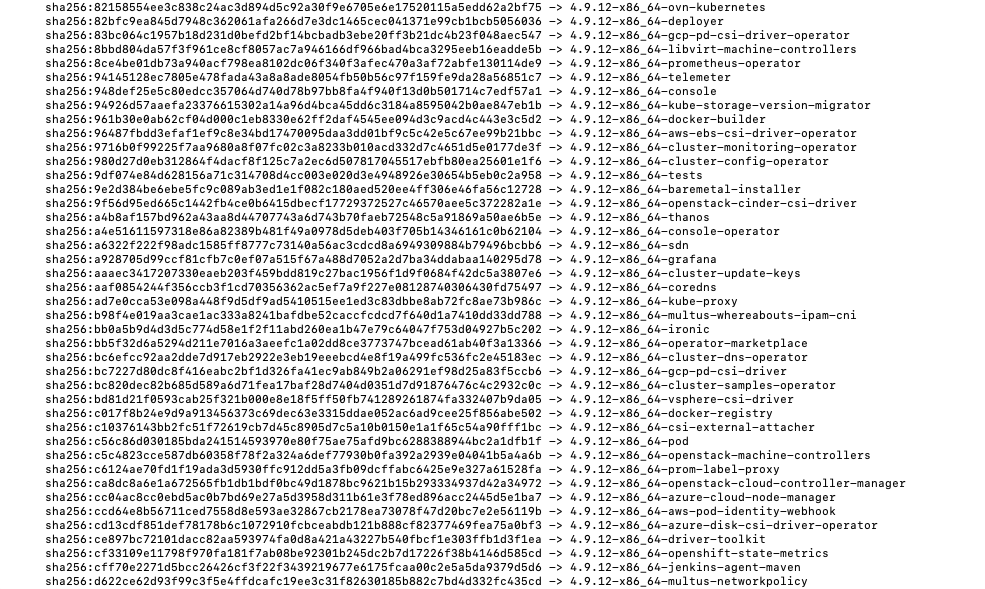 sha256:82158554ee3c838c24ac3d894d5c92a30f9e6705e6e17520115a5edd62a2bf75 -> 4.9.12-x86_64-ovn-kubernetes
sha256:82bfc9ea845d7948c362061afa266d7e3dc1465cec041371e99cb1bcb5056036 -> 4.9.12-x86_64-deployer
sha256:83bc064c1957b18d231d0befd2bf14bcbadb3ebe20ff3b21dc4b23f048aec547 -> 4.9.12-x86_64-gcp-pd-csi-driver-operator
sha256:8bbd804da57f3f961ce8cf8057ac7a946166df966bad4bca3295eeb16eadde5b -> 4.9.12-x86_64-libvirt-machine-controllers
sha256:8ce4be01db73a940acf798ea8102dc06f340f3afec470a3af72abfe130114de9 -> 4.9.12-x86_64-prometheus-operator
sha256:94145128ec7805e478fada43a8a8ade8054fb50b56c97f159fe9da28a56851c7 -> 4.9.12-x86_64-telemeter
sha256:948def25e5c80edcc357064d740d78b97bb8fa4f940f13d0b501714c7edf57a1 -> 4.9.12-x86_64-console
sha256:94926d57aaefa23376615302a14a96d4bca45dd6c3184a8595042b0ae847eb1b -> 4.9.12-x86_64-kube-storage-version-migrator
sha256:961b30e0ab62cf04d000c1eb8330e62ff2daf4545ee094d3c9acd4c443e3c5d2 -> 4.9.12-x86_64-docker-builder
sha256:96487fbdd3efaf1ef9c8e34bd17470095daa3dd01bf9c5c42e5c67ee99b21bbc -> 4.9.12-x86_64-aws-ebs-csi-driver-operator
sha256:9716b0f99225f7aa9680a8f07fc02c3a8233b010acd332d7c4651d5e0177de3f -> 4.9.12-x86_64-cluster-monitoring-operator
sha256:980d27d0eb312864f4dacf8f125c7a2ec6d507817045517ebfb80ea25601e1f6 -> 4.9.12-x86_64-cluster-config-operator
sha256:9df074e84d628156a71c314708d4cc003e020d3e4948926e30654b5eb0c2a958 -> 4.9.12-x86_64-tests
sha256:9e2d384be6ebe5fc9c089ab3ed1e1f082c180aed520ee4ff306e46fa56c12728 -> 4.9.12-x86_64-baremetal-installer
sha256:9f56d95ed665c1442fb4ce0b6415dbecf17729372527c46570aee5c372282a1e -> 4.9.12-x86_64-openstack-cinder-csi-driver
sha256:a4b8af157bd962a43aa8d44707743a6d743b70faeb72548c5a91869a50ae6b5e -> 4.9.12-x86_64-thanos
sha256:a4e51611597318e86a82389b481f49a0978d5deb403f705b14346161c0b62104 -> 4.9.12-x86_64-console-operator
sha256:a6322f222f98adc1585ff8777c73140a56ac3cdcd8a6949309884b79496bcbb6 -> 4.9.12-x86_64-sdn
sha256:a928705d99ccf81cfb7c0ef07a515f67a488d7052a2d7ba34ddabaa140295d78 -> 4.9.12-x86_64-grafana
sha256:aaaec3417207330eaeb203f459bdd819c27bac1956f1d9f0684f42dc5a3807e6 -> 4.9.12-x86_64-cluster-update-keys
sha256:aaf0854244f356ccb3f1cd70356362ac5ef7a9f227e08128740306430fd75497 -> 4.9.12-x86_64-coredns
sha256:ad7e0cca53e098a448f9d5df9ad5410515ee1ed3c83dbbe8ab72fc8ae73b986c -> 4.9.12-x86_64-kube-proxy
sha256:b98f4e019aa3cae1ac333a8241bafdbe52caccfcdcd7f640d1a7410dd33dd788 -> 4.9.12-x86_64-multus-whereabouts-ipam-cni
sha256:bb0a5b9d4d3d5c774d58e1f2f11abd260ea1b47e79c64047f753d04927b5c202 -> 4.9.12-x86_64-ironic
sha256:bb5f32d6a5294d211e7016a3aeefc1a02dd8ce3773747bcead61ab40f3a13366 -> 4.9.12-x86_64-operator-marketplace
sha256:bc6efcc92aa2dde7d917eb2922e3eb19eeebcd4e8f19a499fc536fc2e45183ec -> 4.9.12-x86_64-cluster-dns-operator
sha256:bc7227d80dc8f416eabc2bf1d326fa41ec9ab849b2a06291ef98d25a83f5ccb6 -> 4.9.12-x86_64-gcp-pd-csi-driver
sha256:bc820dec82b685d589a6d71fea17baf28d7404d0351d7d91876476c4c2932c0c -> 4.9.12-x86_64-cluster-samples-operator
sha256:bd81d21f0593cab25f321b000e8e18f5ff50fb741289261874fa332407b9da05 -> 4.9.12-x86_64-vsphere-csi-driver
sha256:c017f8b24e9d9a913456373c69dec63e3315ddae052ac6ad9cee25f856abe502 -> 4.9.12-x86_64-docker-registry
sha256:c10376143bb2fc51f72619cb7d45c8905d7c5a10b0150e1a1f65c54a90fff1bc -> 4.9.12-x86_64-csi-external-attacher
sha256:c56c86d030185bda241514593970e80f75ae75afd9bc6288388944bc2a1dfb1f -> 4.9.12-x86_64-pod
sha256:c5c4823cce587db60358f78f2a324a6def77930b0fa392a2939e04041b5a4a6b -> 4.9.12-x86_64-openstack-machine-controllers
sha256:c6124ae70fd1f19ada3d5930ffc912dd5a3fb09dcffabc6425e9e327a61528fa -> 4.9.12-x86_64-prom-label-proxy
sha256:ca8dc8a6e1a672565fb1db1bdf0bc49d1878bc9621b15b293334937d42a34972 -> 4.9.12-x86_64-openstack-cloud-controller-manager
sha256:cc04ac8cc0ebd5ac0b7bd69e27a5d3958d311b61e3f78ed896acc2445d5e1ba7 -> 4.9.12-x86_64-azure-cloud-node-manager
sha256:ccd64e8b56711ced7558d8e593ae32867cb2178ea73078f47d20bc7e2e56119b -> 4.9.12-x86_64-aws-pod-identity-webhook
sha256:cd13cdf851def78178b6c1072910fcbceabdb121b888cf82377469fea75a0bf3 -> 4.9.12-x86_64-azure-disk-csi-driver-operator
sha256:ce897bc72101dacc82aa593974fa0d8a421a43227b540fbcf1e303ffb1d3f1ea -> 4.9.12-x86_64-driver-toolkit
sha256:cf33109e11798f970fa181f7ab08be92301b245dc2b7d17226f38b4146d585cd -> 4.9.12-x86_64-openshift-state-metrics
sha256:cff70e2271d5bcc26426cf3f22f3439219677e6175fcaa00c2e5a5da9379d5d6 -> 4.9.12-x86_64-jenkins-agent-maven
sha256:d622ce62d93f99c3f5e4ffdcafc19ee3c31f82630185b882c7bd4d332fc435cd -> 4.9.12-x86_64-multus-networkpolicy